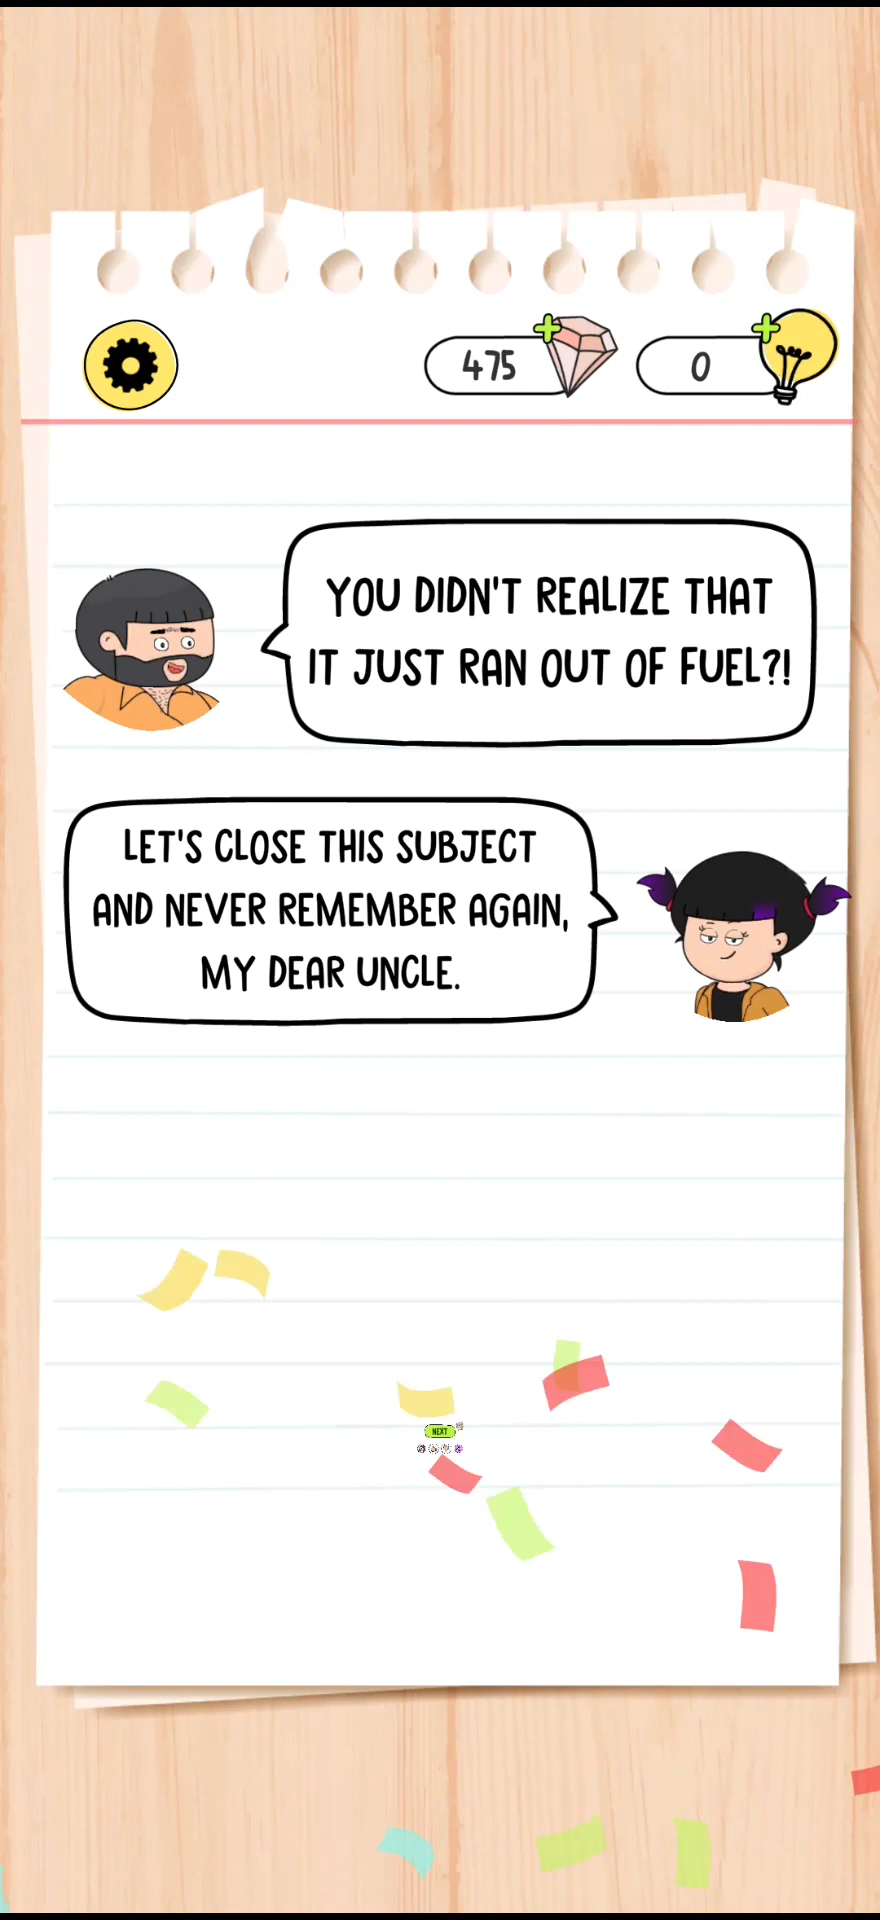 475
0
YOU DIDN'T REALIZE THAT
IT JUST RAN OUT OF FUEL?!
LET'S CLOSE THIS SUBJECT
AND NEVER REMEMBER AGAIN,
MY DEAR UNCLE.
NEXT